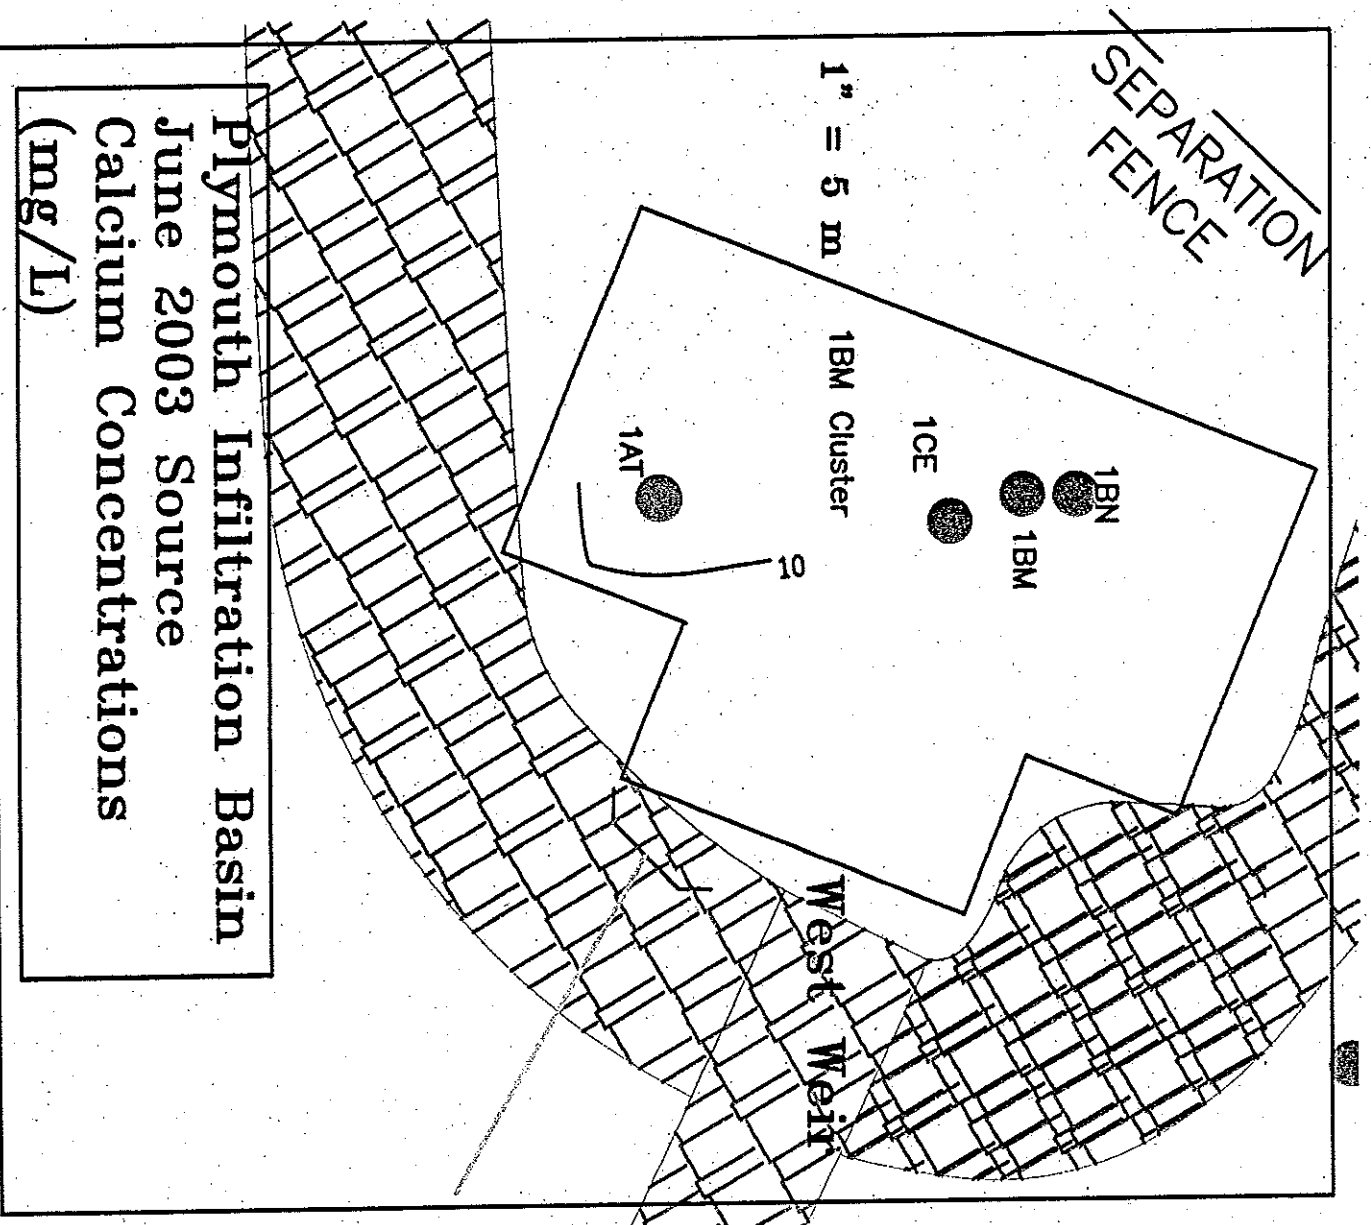 SEPARATION
FENCE
1" = 5 m
1BN
1BM
1CE
1BM Cluster
1AT
10
West Weir
Plymouth Infiltration Basin
June 2003 Source
Calcium Concentrations
(mg/L)